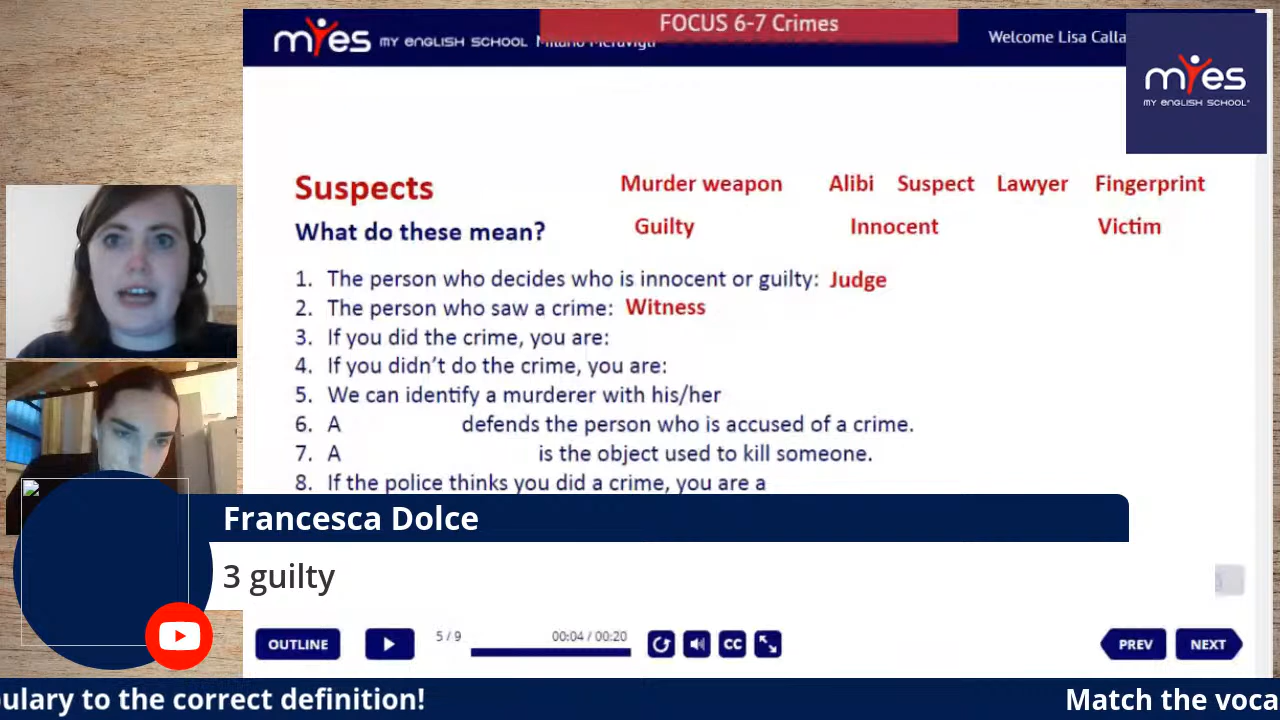 FOCUS 6-7 Crimes
myes MY ENGLISH SCHOOL Milano Meravigli
Welcome Lisa Calla
myes
MY ENGLISH SCHOOL
Suspects
Murder weapon Alibi Suspect Lawyer Fingerprint
Guilty Innocent Victim
What do these mean?
1. The person who decides who is innocent or guilty: Judge
2. The person who saw a crime: Witness
3. If you did the crime, you are:
4. If you didn't do the crime, you are:
5. We can identify a murderer with his/her
6. A defends the person who is accused of a crime.
7. A is the object used to kill someone.
8. If the police thinks you did a crime, you are a
Francesca Dolce
3 guilty
OUTLINE
5 / 9
00:04 / 00:20
CC
PREV
NEXT
bulary to the correct definition! Match the voca